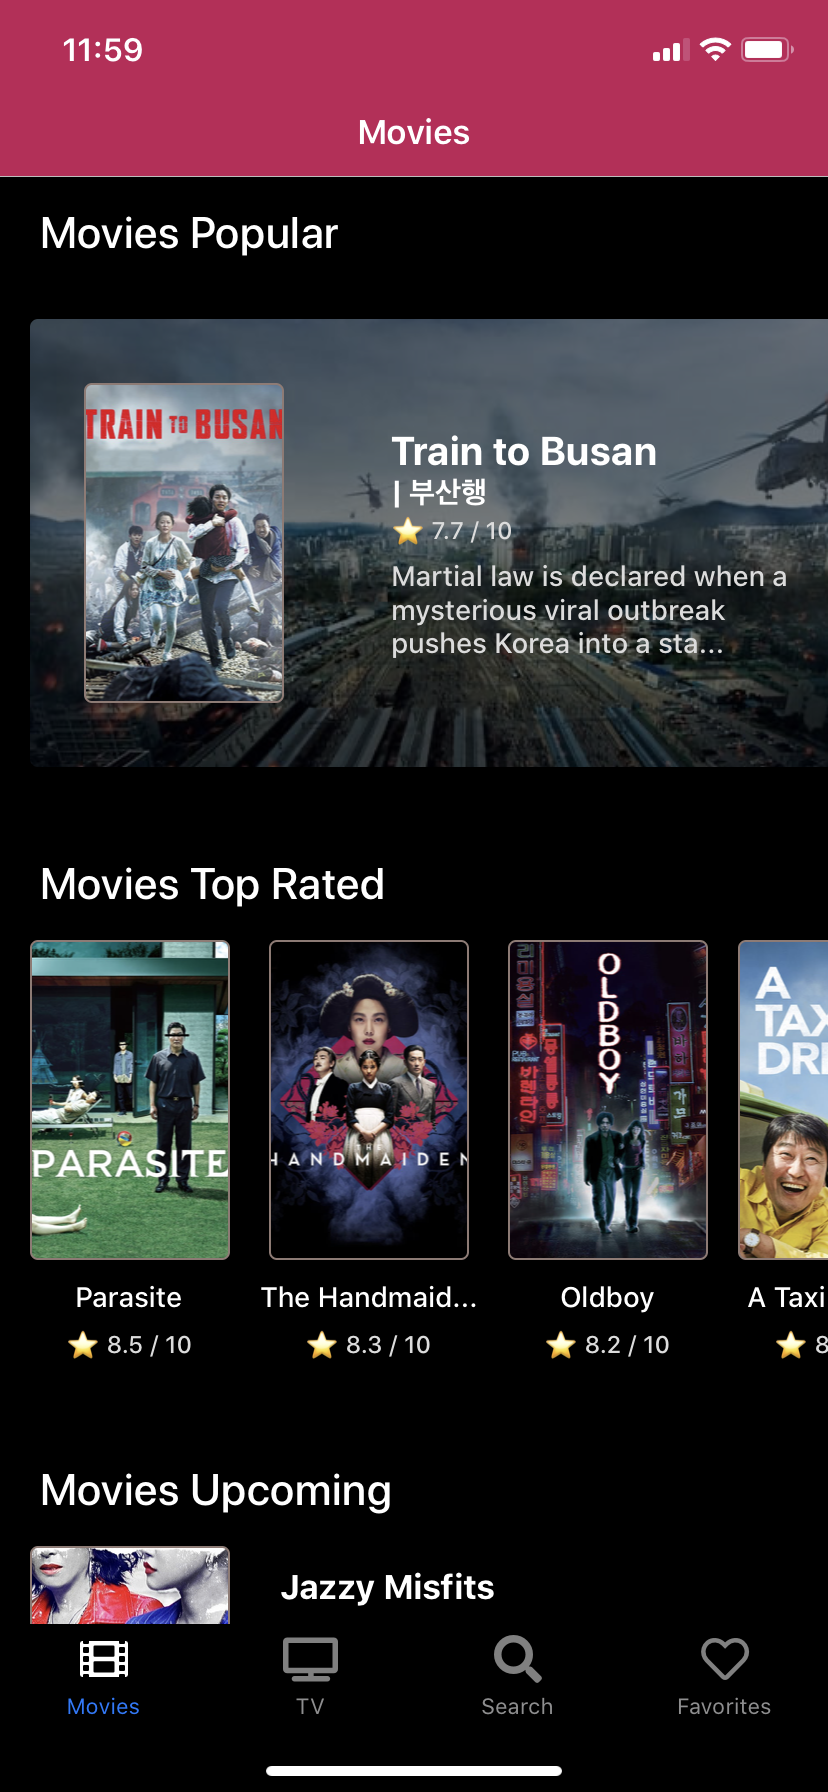 11:59
Movies
Movies Popular
TRAIN TO BUSAN
Train to Busan
| 부산행
⭐ 7.7 / 10
Martial law is declared when a
mysterious viral outbreak
pushes Korea into a sta...
Movies Top Rated
PARASITE
THE
HANDMAIDEN
OLDBOY
A
TAX
DRI
Parasite
The Handmaid...
Oldboy
A Taxi
⭐ 8.5 / 10
⭐ 8.3 / 10
⭐ 8.2 / 10
⭐ 8
Movies Upcoming
Jazzy Misfits
Movies
TV
Search
Favorites